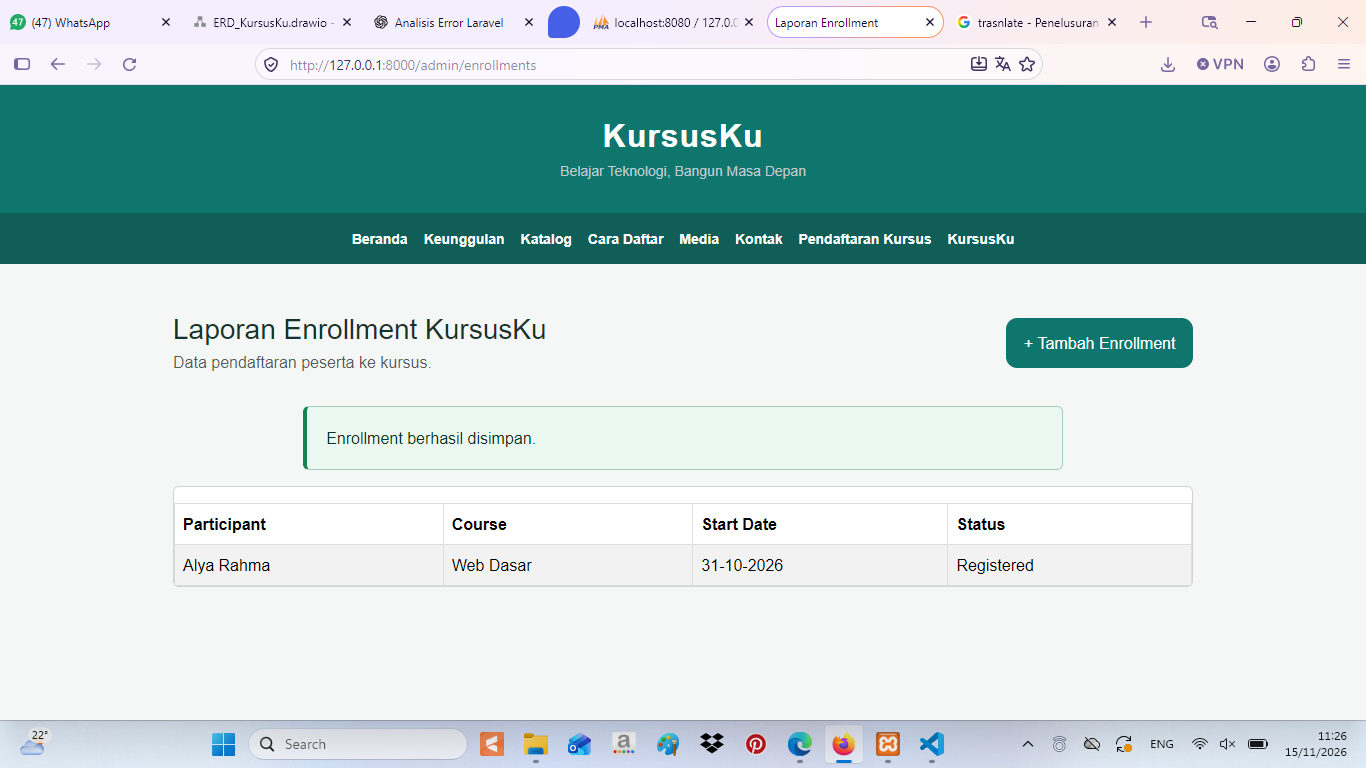 47 (47) WhatsApp
ERD_KursusKu.drawio -
Analisis Error Laravel
PMA localhost:8080 / 127.0.0
Laporan Enrollment
trasnlate - Penelusuran
http://127.0.0.1:8000/admin/enrollments
VPN
KursusKu
Belajar Teknologi, Bangun Masa Depan
Beranda Keunggulan Katalog Cara Daftar Media Kontak Pendaftaran Kursus KursusKu
Laporan Enrollment KursusKu
+ Tambah Enrollment
Data pendaftaran peserta ke kursus.
Enrollment berhasil disimpan.
Participant Course Start Date Status
Alya Rahma Web Dasar 31-10-2026 Registered
22°
Search
a
ENG
11:26
15/11/2026